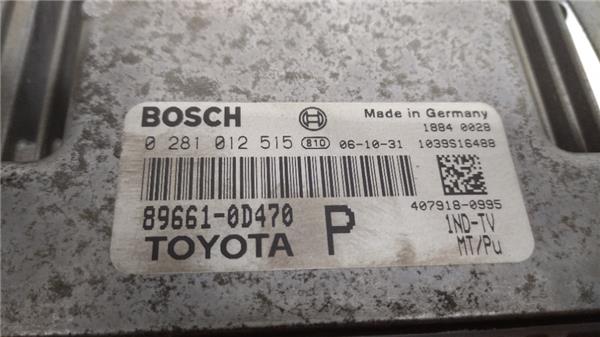 BOSCH Made in Germany
1884 0028
0 281 012 515 810 06-10-31 1039S16488
407918-0995
89661-0D470 P 1ND-TV
TOYOTA MT/Pu